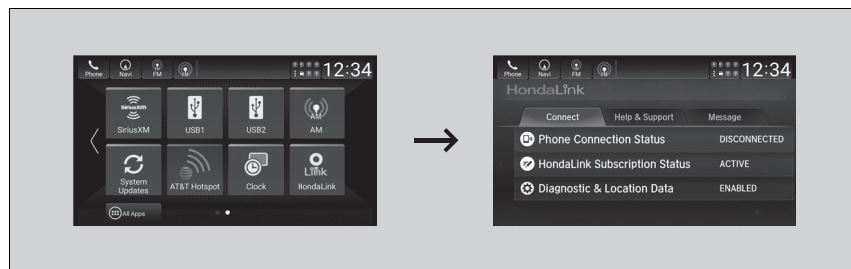 Phone Navi FM AM 12:34
SiriusXM
SiriusXM USB1 USB2 AM
AM
System Updates AT&T Hotspot Clock HondaLink
Link
All Apps
Phone Navi FM AM 12:34
HondaLink
Connect Help & Support Message
Phone Connection Status DISCONNECTED
HondaLink Subscription Status ACTIVE
Diagnostic & Location Data ENABLED